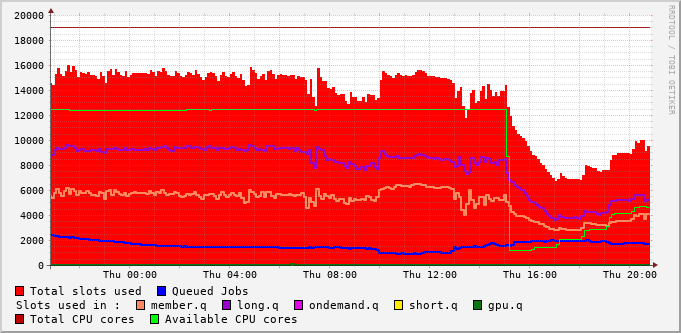 20000
18000
16000
14000
12000
10000
8000
6000
4000
2000
0
Thu 00:00 Thu 04:00 Thu 08:00 Thu 12:00 Thu 16:00 Thu 20:00
RRDTOOL / TOBI OETIKER
Total slots used Queued Jobs
Slots used in : member.q long.q ondemand.q short.q gpu.q
Total CPU cores Available CPU cores